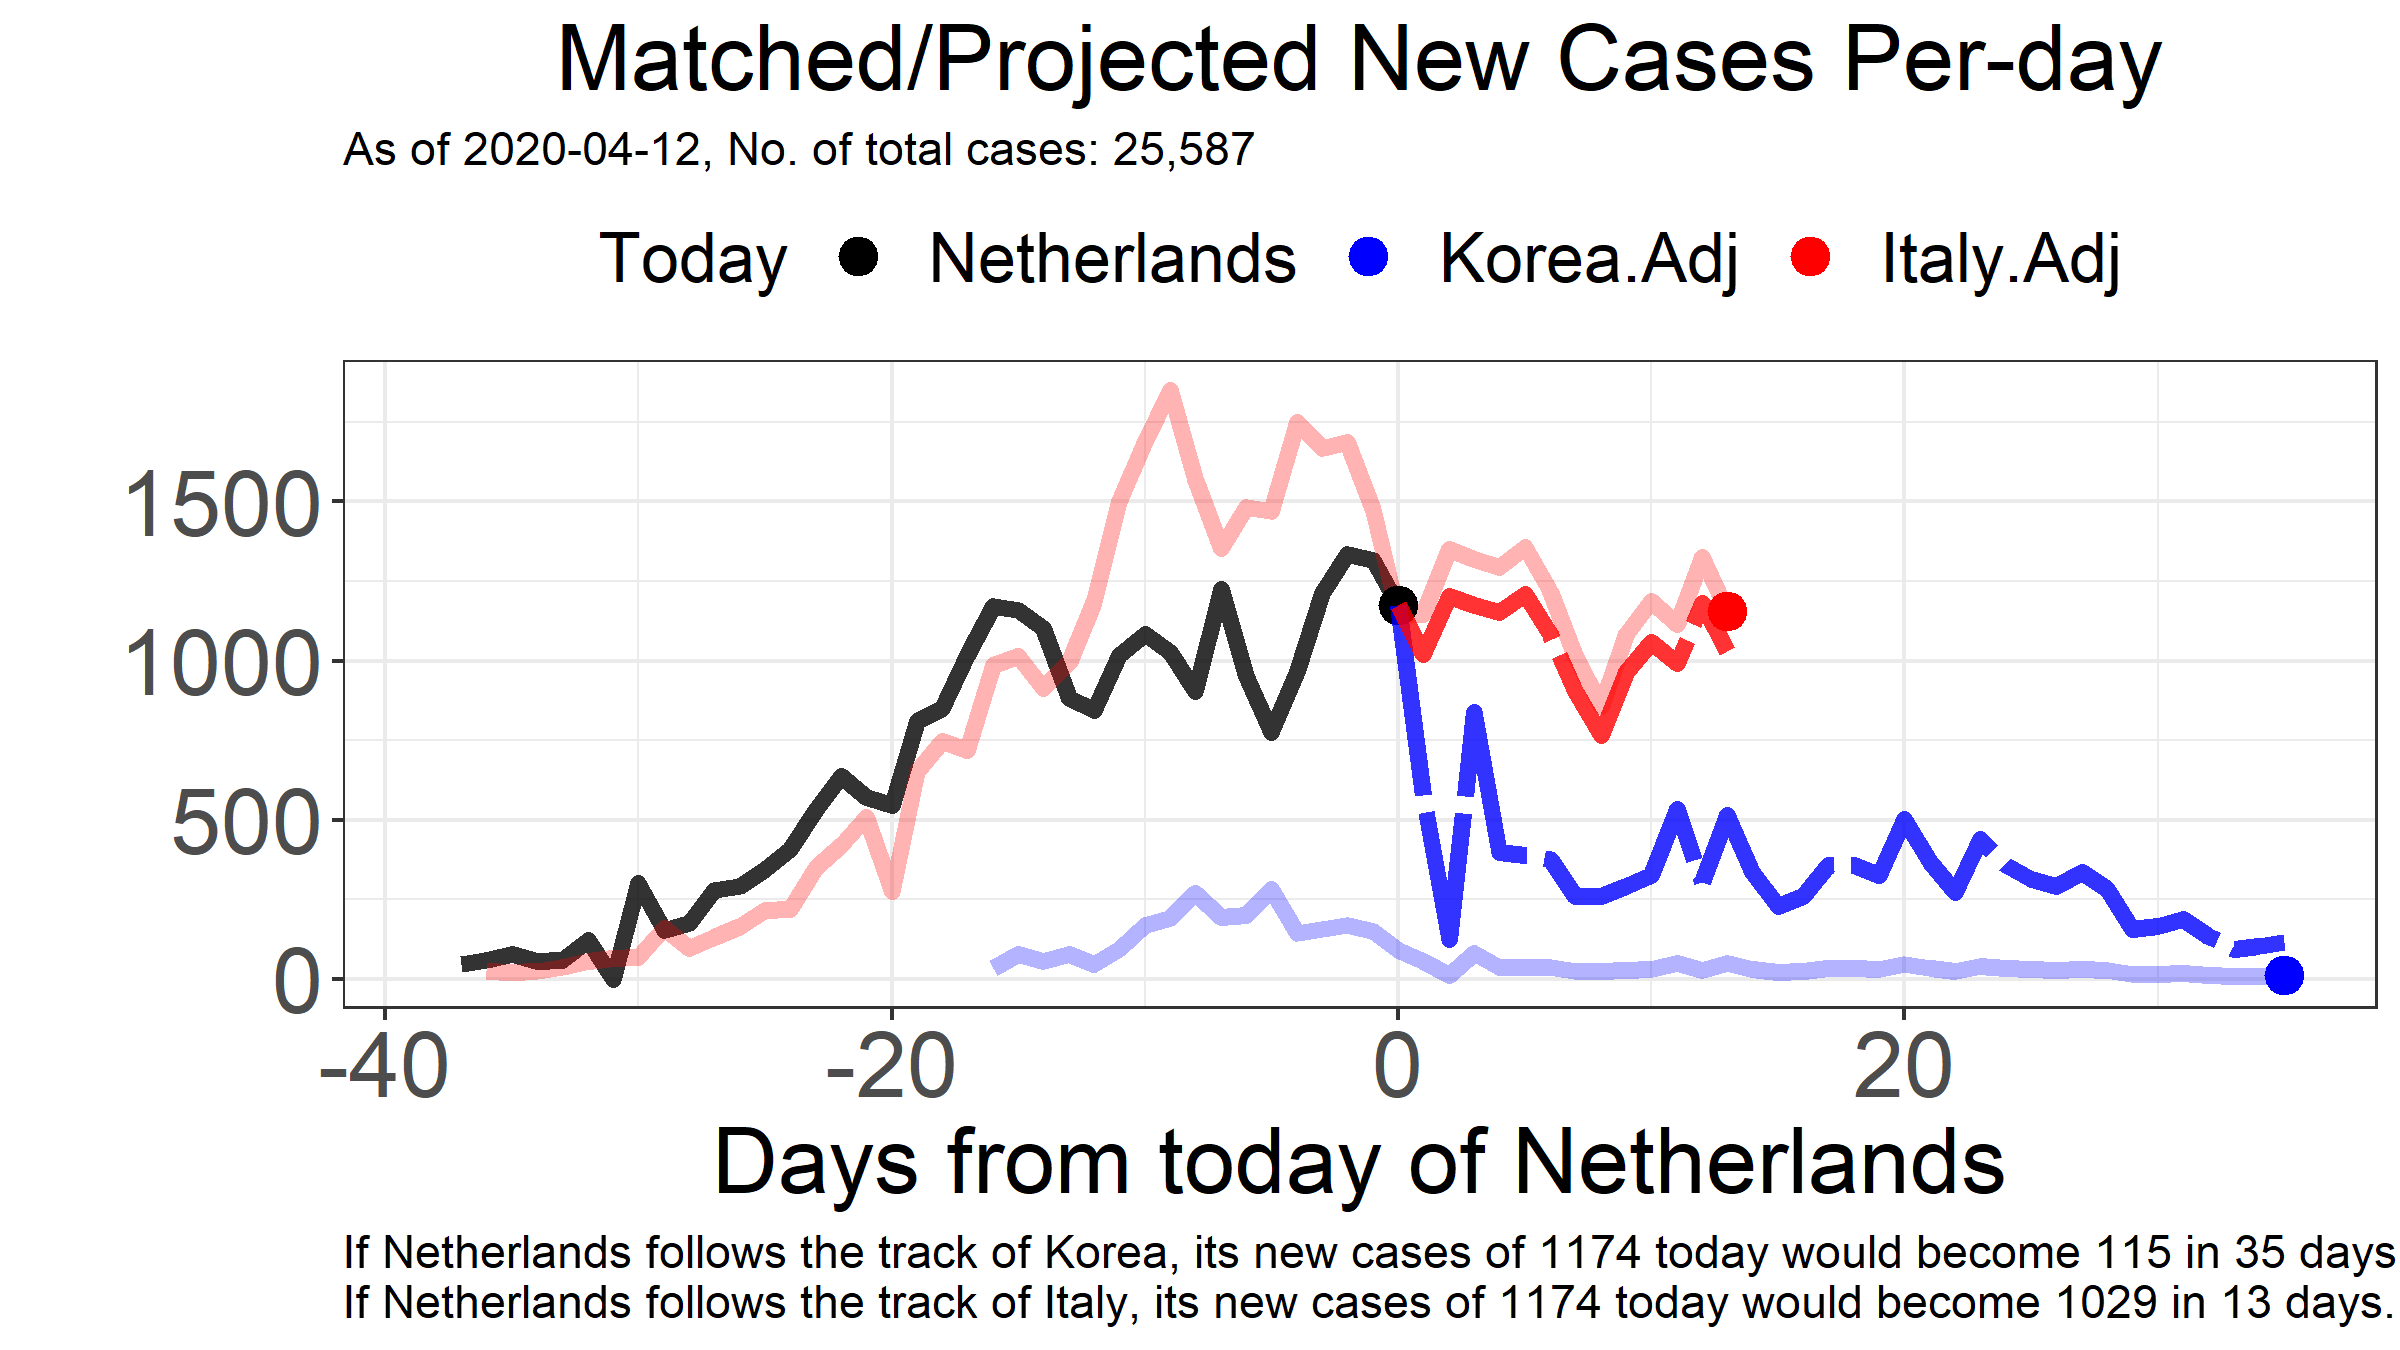 Matched/Projected New Cases Per-day
As of 2020-04-12, No. of total cases: 25,587
Today Netherlands Korea.Adj Italy.Adj
1500
1000
500
0
-40 -20 0 20
Days from today of Netherlands
If Netherlands follows the track of Korea, its new cases of 1174 today would become 115 in 35 days
If Netherlands follows the track of Italy, its new cases of 1174 today would become 1029 in 13 days.